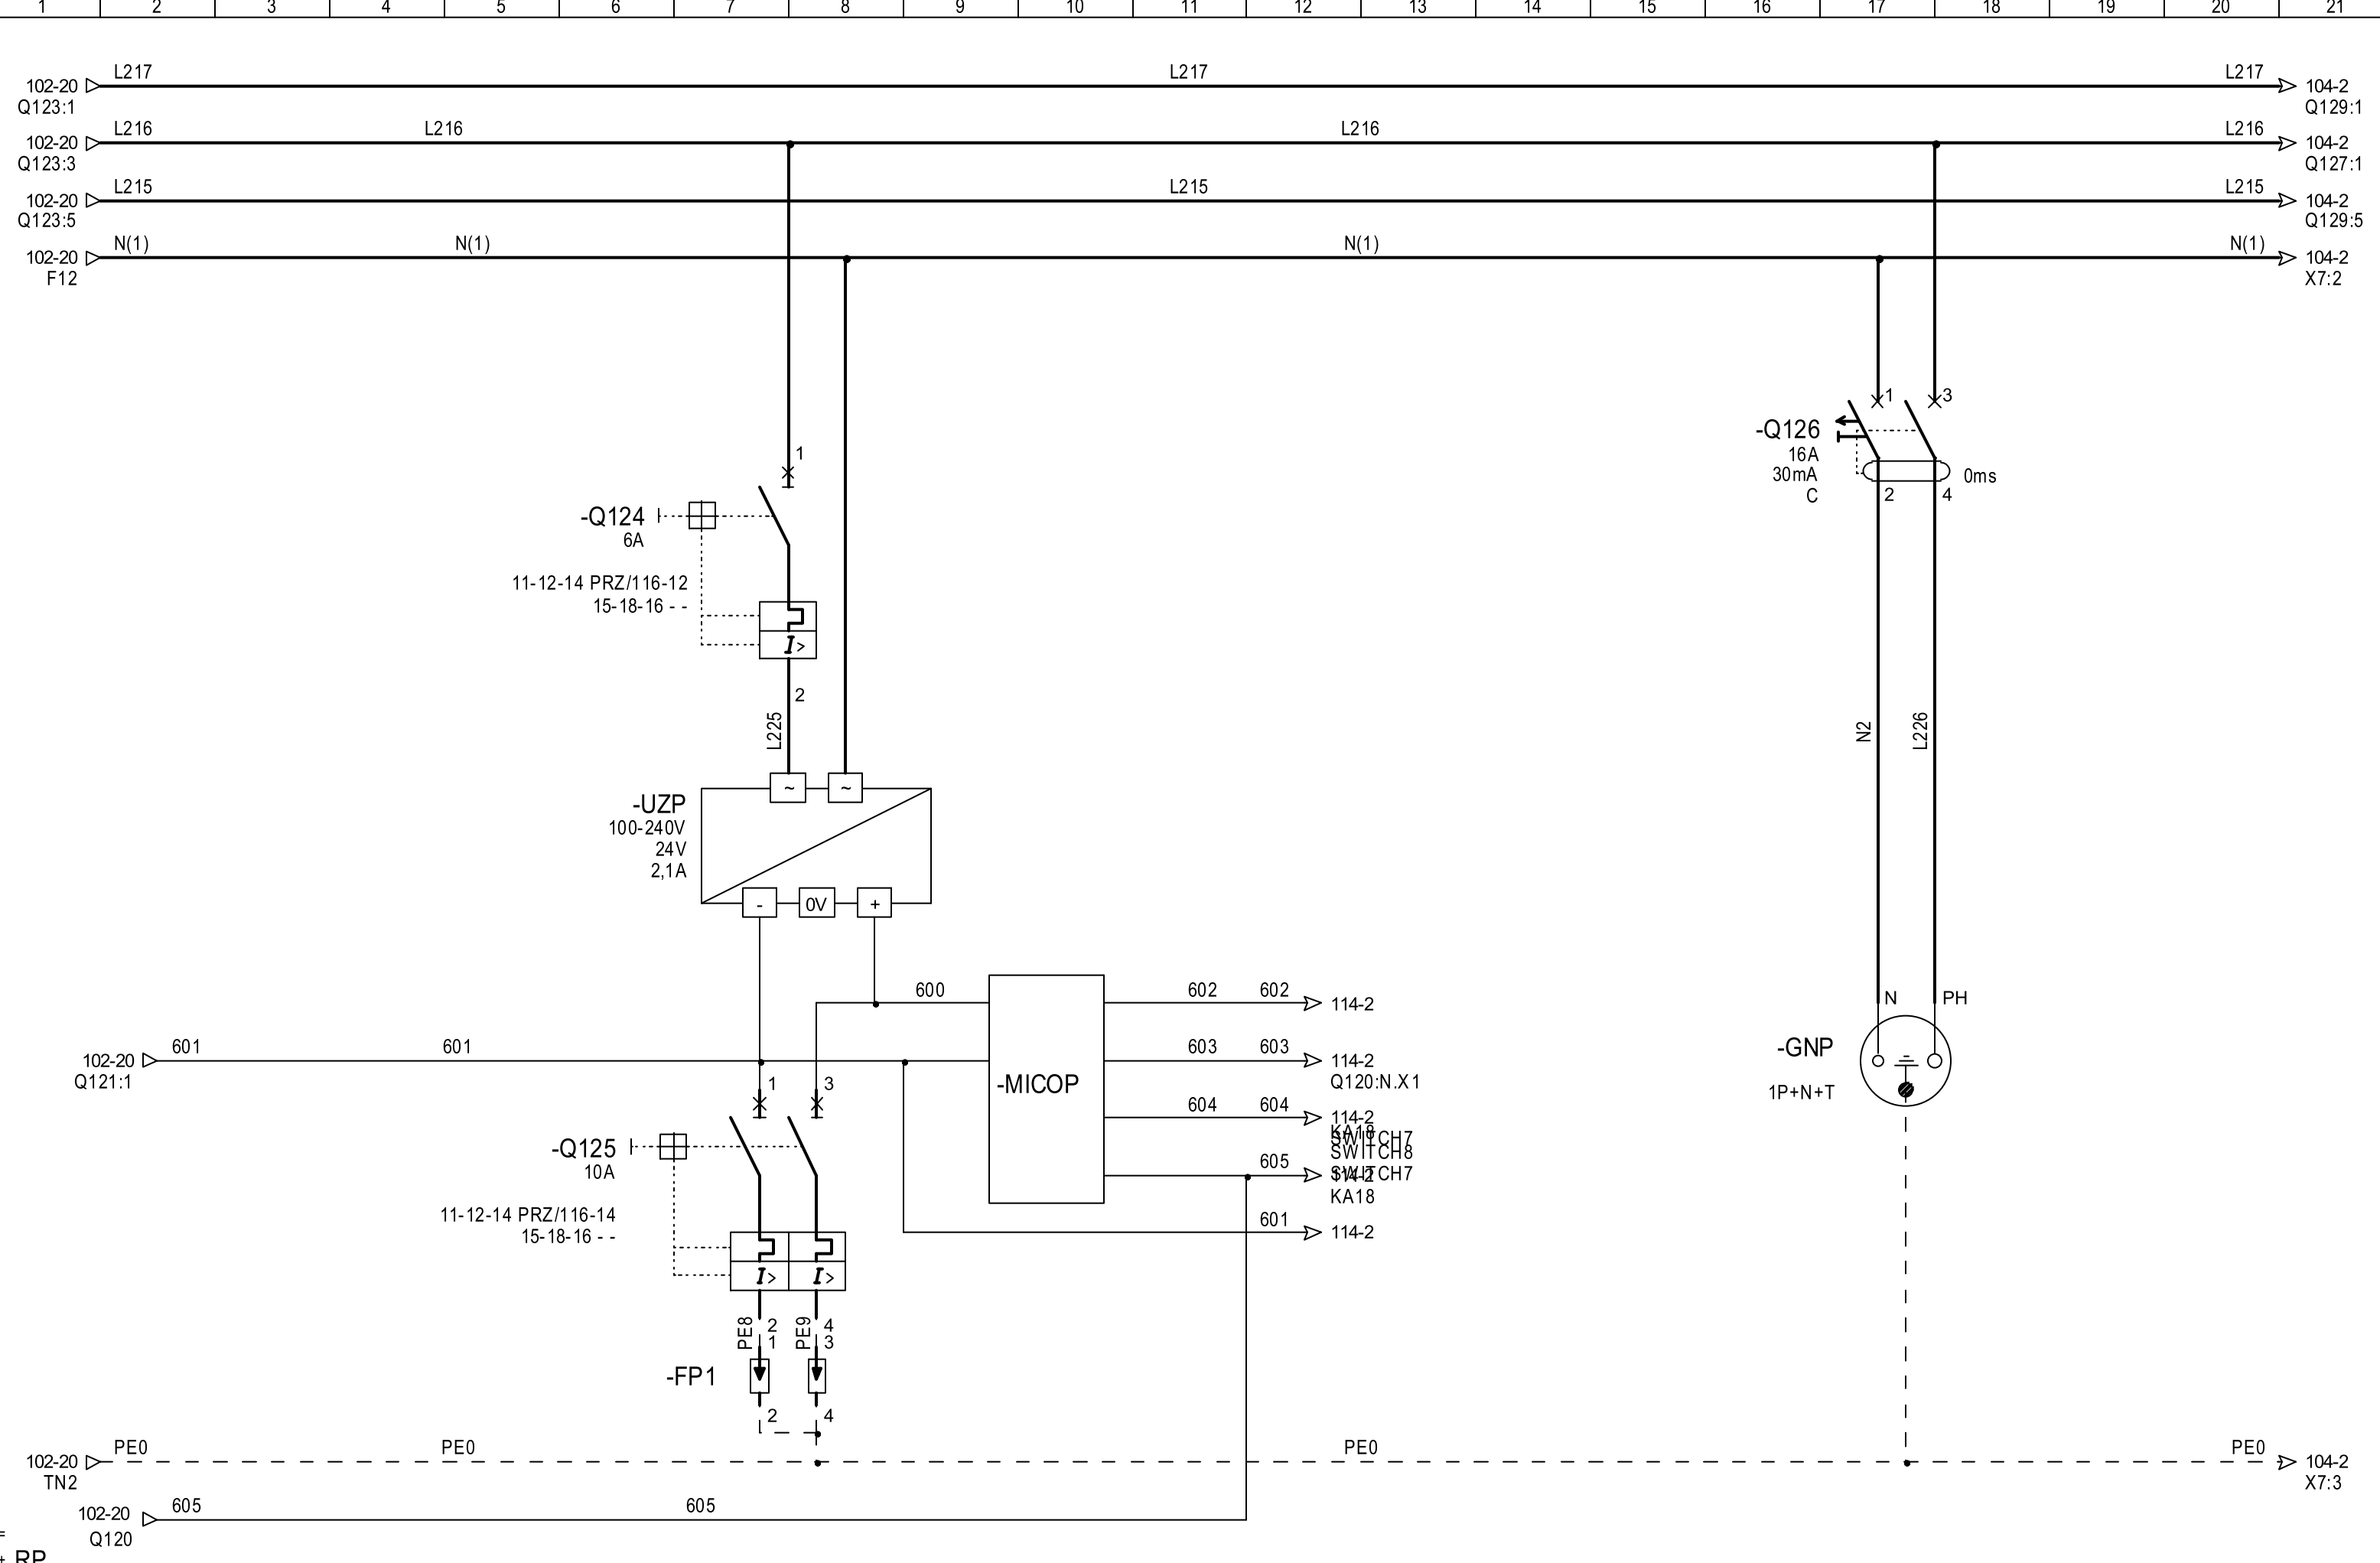 1 2 3 4 5 6 7 8 9 10 11 12 13 14 15 16 17 18 19 20 21
L217 L217 L217
102-20 104-2
Q123:1 Q129:1
L216 L216 L216 L216
102-20 104-2
Q123:3 Q127:1
L215 L215 L215
102-20 104-2
Q123:5 Q129:5
N(1) N(1) N(1) N(1)
102-20 104-2
F12 X7:2
1 3
-Q126
16A
30mA 0ms
C 2 4
1
-Q124
6A
11-12-14 PRZ/116-12
15-18-16 - -
I>
2
L225
N2 L226
~ ~
-UZP
100-240V
24V
2,1A
- 0V +
600 602 602
114-2
N PH
601 601 603 603
102-20 114-2
Q121:1 Q120:N.X1
-GNP
1P+N+T
1 3
-MICOP
604 604
114-2
KA18
SWITCH7
SWITCH8
-Q125
10A
605
SWITCH7
114-2
KA18
11-12-14 PRZ/116-14
15-18-16 - -
601
114-2
I> I>
PE8 2 PE9 4
1 3
-FP1
2 4
PE0 PE0 PE0 PE0
102-20 104-2
TN2 X7:3
605 605
102-20
Q120
=
+ RP